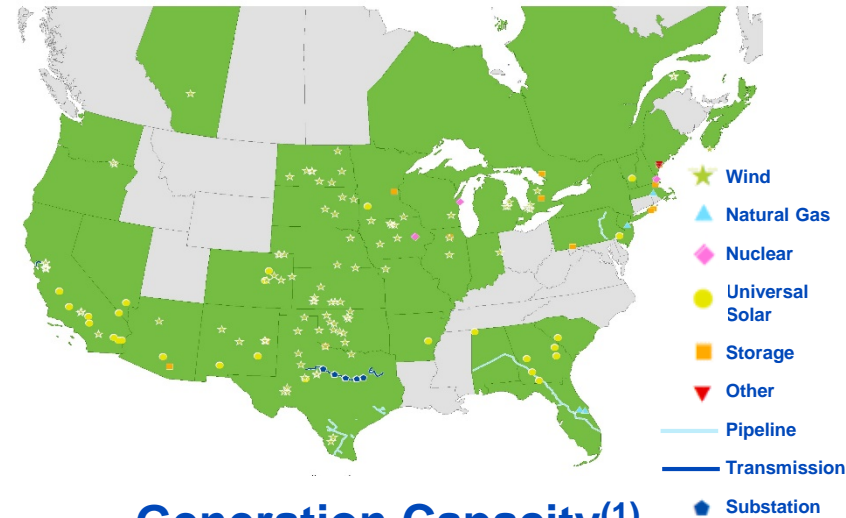 Wind
Natural Gas
Nuclear
Universal
Solar
Storage
Other
Pipeline
Transmission
Substation
Generation Capacity(1)